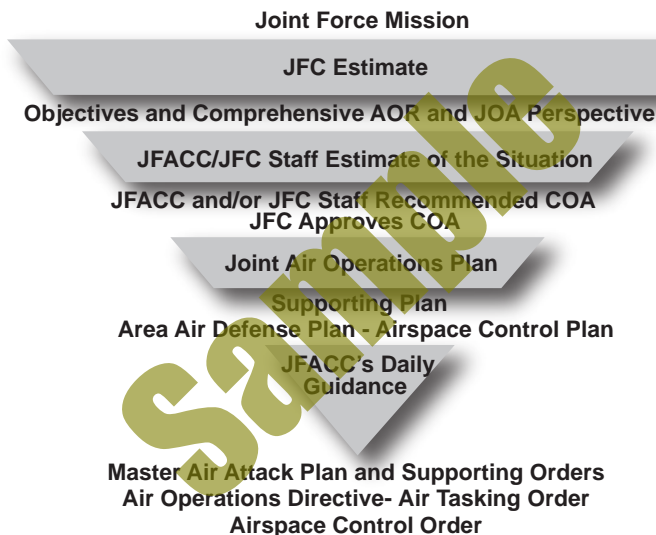 Joint Force Mission
JFC Estimate
Objectives and Comprehensive AOR and JOA Perspective
JFACC/JFC Staff Estimate of the Situation
JFACC and/or JFC Staff Recommended COA
JFC Approves COA
Joint Air Operations Plan
Supporting Plan
Area Air Defense Plan - Airspace Control Plan
JFACC's Daily
Guidance
Master Air Attack Plan and Supporting Orders
Air Operations Directive- Air Tasking Order
Airspace Control Order
Sample